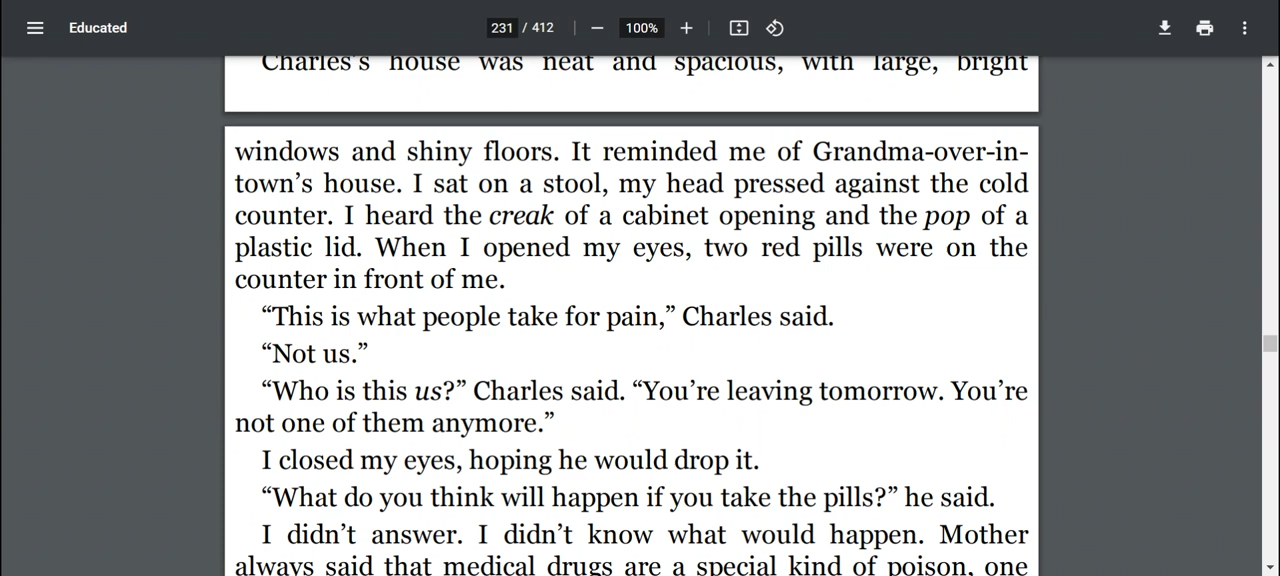 Educated
231 / 412
100%
Charles's house was neat and spacious, with large, bright
windows and shiny floors. It reminded me of Grandma-over-in-
town’s house. I sat on a stool, my head pressed against the cold
counter. I heard the creak of a cabinet opening and the pop of a
plastic lid. When I opened my eyes, two red pills were on the
counter in front of me.
“This is what people take for pain,” Charles said.
“Not us.”
“Who is this us?” Charles said. “You’re leaving tomorrow. You’re
not one of them anymore.”
I closed my eyes, hoping he would drop it.
“What do you think will happen if you take the pills?” he said.
I didn’t answer. I didn’t know what would happen. Mother
always said that medical drugs are a special kind of poison, one